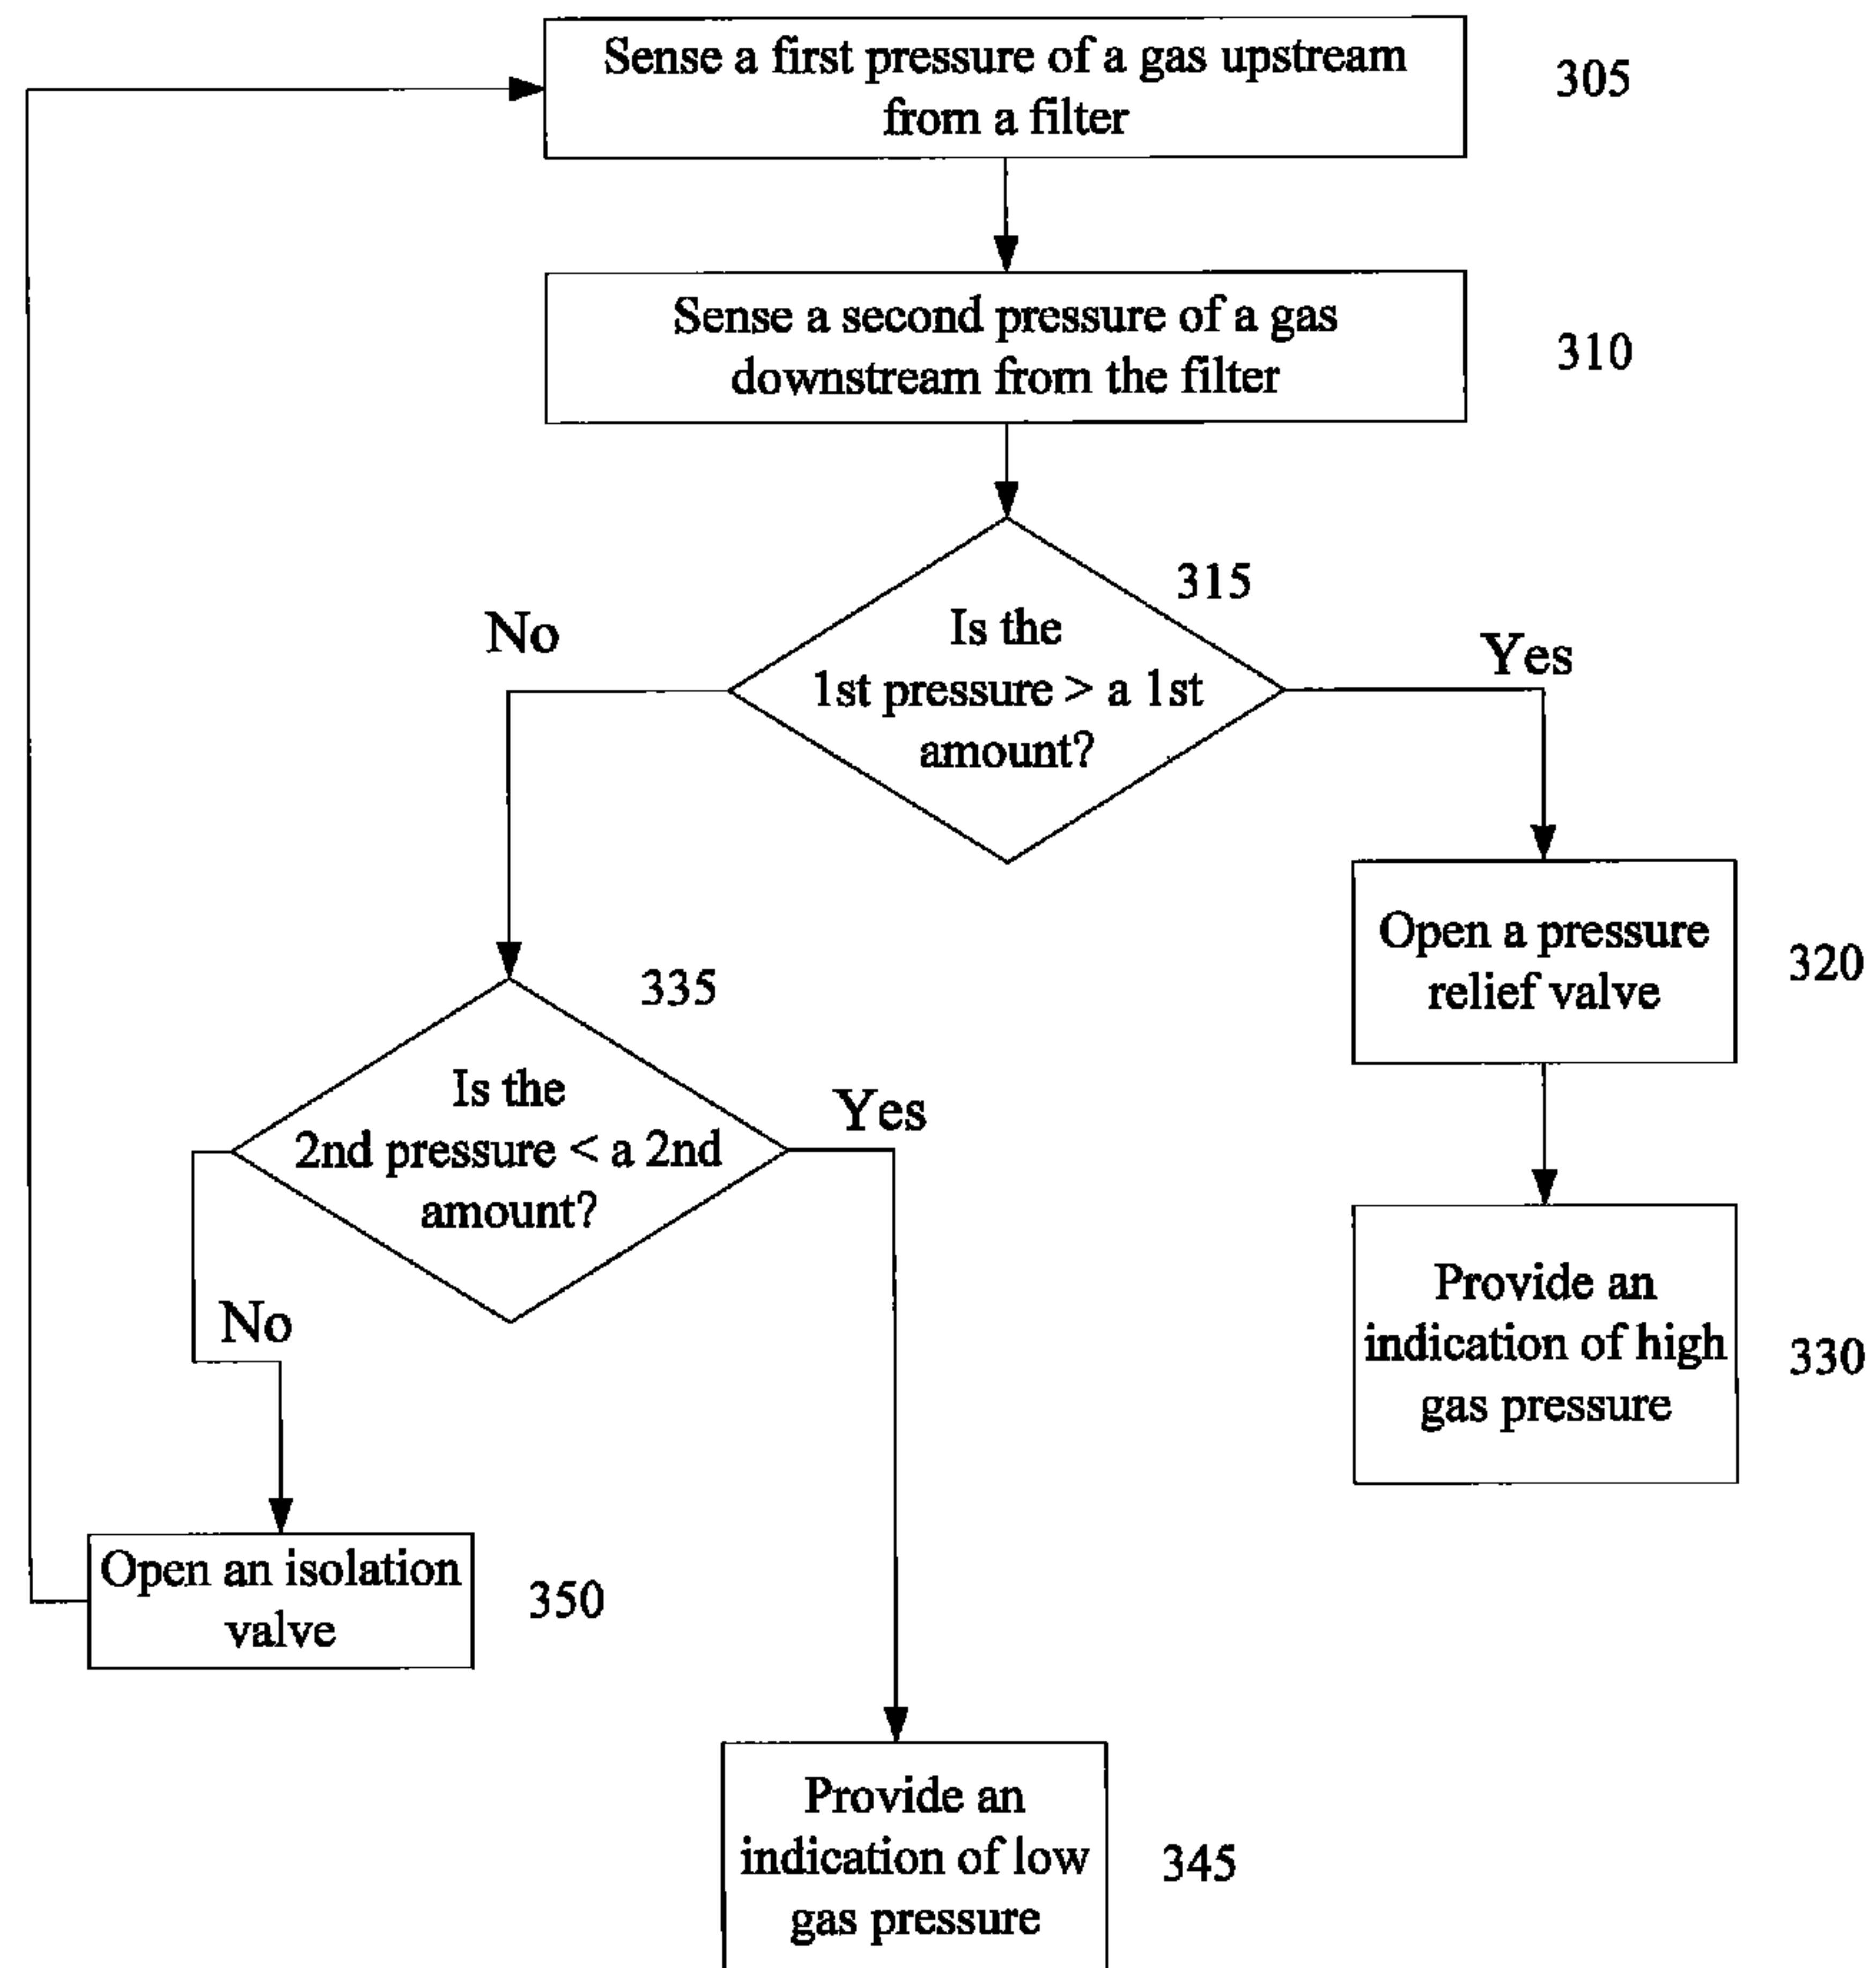 Sense a first pressure of a gas upstream
from a filter
305
Sense a second pressure of a gas
downstream from the filter
310
315
Is the
1st pressure > a 1st
amount?
No
Yes
Open a pressure
relief valve
320
335
Is the
2nd pressure < a 2nd
amount?
Yes
No
Provide an
indication of high
gas pressure
330
Open an isolation
valve
350
Provide an
indication of low
gas pressure
345